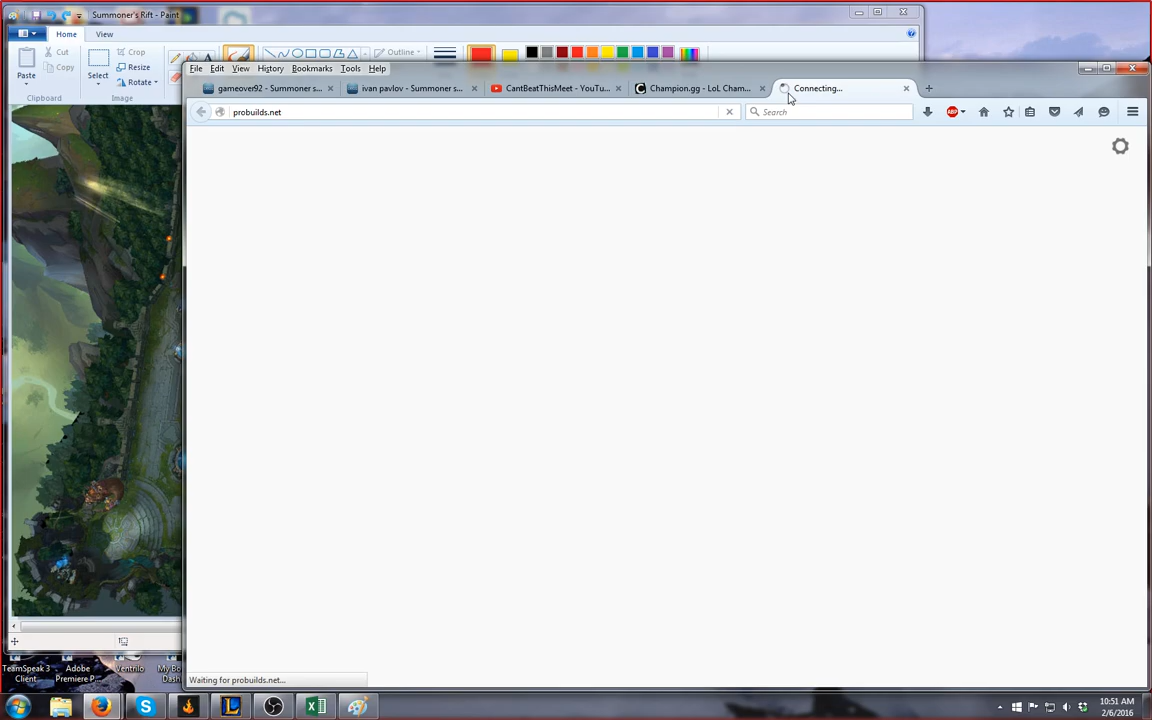 Summoner's Rift - Paint
Home View
Cut
Copy
Paste
Clipboard
Select
Crop
Resize
Rotate
Image
Outline
File Edit View History Bookmarks Tools Help
gameover92 - Summoner s...
ivan pavlov - Summoner s...
CantBeatThisMeet - YouTu...
Champion.gg - LoL Cham...
Connecting...
probuilds.net
Search
ABP
Waiting for probuilds.net...
TeamSpeak 3 Client
Adobe Premiere P...
Ventrilo
10:51 AM
2/6/2016